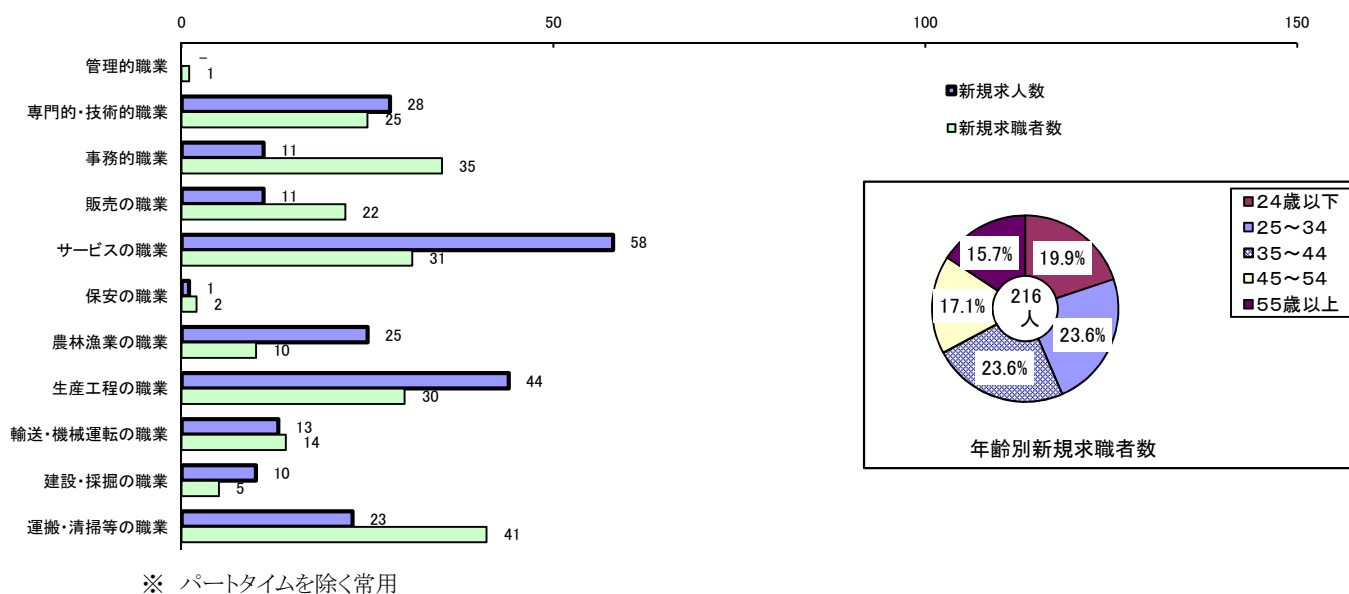 0 50 100 150
管理的職業 - 1
専門的・技術的職業 28 25
事務的職業 11 35
販売の職業 11 22
サービスの職業 58 31
保安の職業 1 2
農林漁業の職業 25 10
生産工程の職業 44 30
輸送・機械運転の職業 13 14
建設・採掘の職業 10 5
運搬・清掃等の職業 23 41
※ パートタイムを除く常用
新規求人数
新規求職者数
24歳以下
25～34
35～44
45～54
55歳以上
19.9%
23.6%
23.6%
17.1%
15.7%
216
人
年齢別新規求職者数